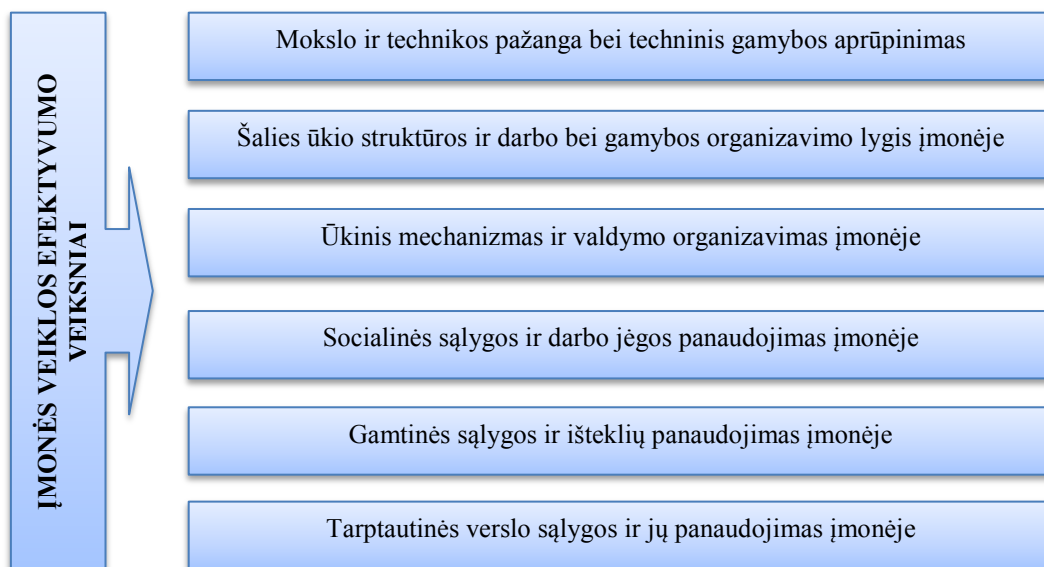 ĮMONĖS VEIKLOS EFEKTYVUMO
VEIKSNIAI
Mokslo ir technikos pažanga bei techninis gamybos aprūpinimas
Šalies ūkio struktūros ir darbo bei gamybos organizavimo lygis įmonėje
Ūkinis mechanizmas ir valdymo organizavimas įmonėje
Socialinės sąlygos ir darbo jėgos panaudojimas įmonėje
Gamtinės sąlygos ir išteklių panaudojimas įmonėje
Tarptautinės verslo sąlygos ir jų panaudojimas įmonėje